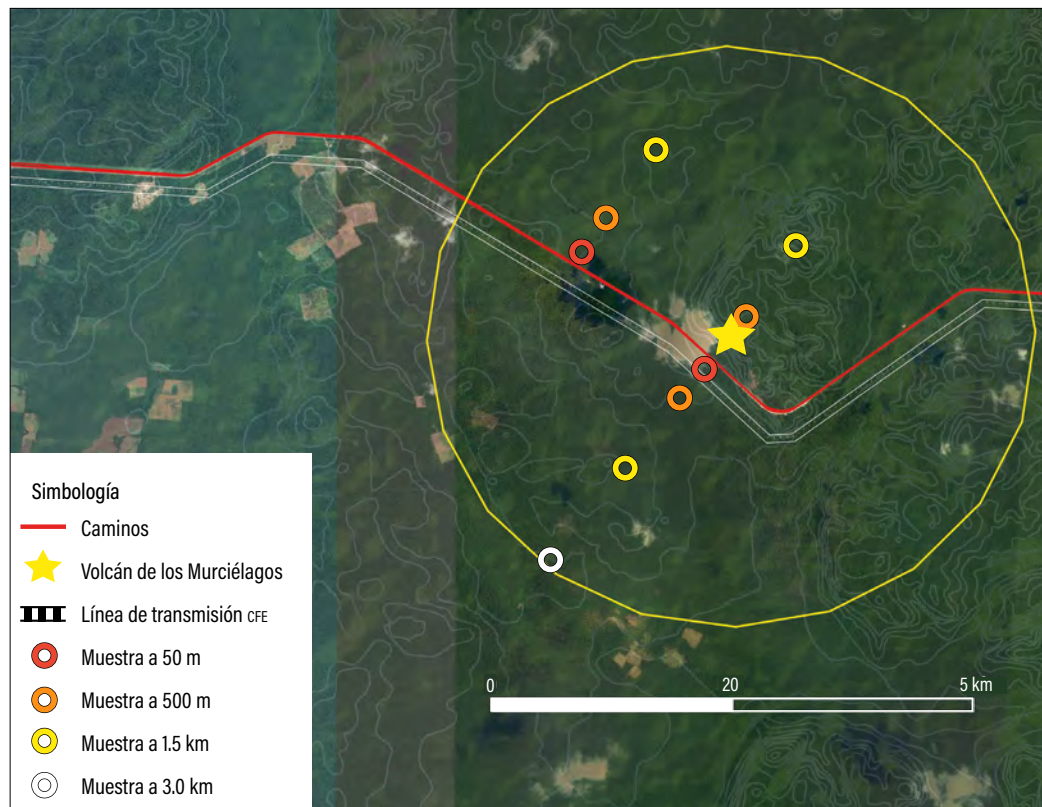 0 20 5 km
Simbología
Caminos
Volcán de los Murciélagos
Línea de transmisión CFE
Muestra a 50 m
Muestra a 500 m
Muestra a 1.5 km
Muestra a 3.0 km